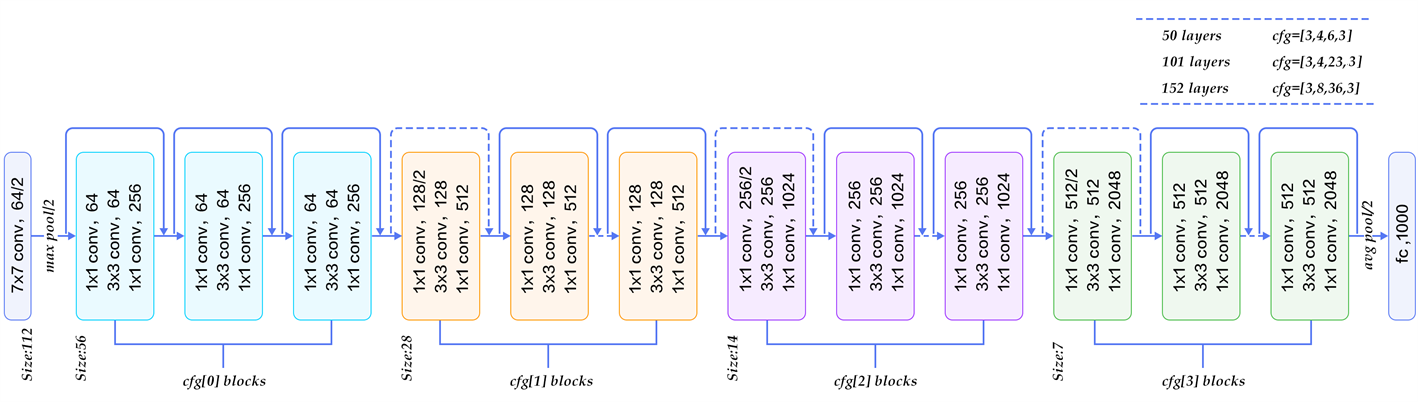 50 layers cfg=[3,4,6,3]
101 layers cfg=[3,4,23,3]
152 layers cfg=[3,8,36,3]
7x7 conv, 64/2
max pool/2
1x1 conv, 64
3x3 conv, 64
1x1 conv, 256
1x1 conv, 64
3x3 conv, 64
1x1 conv, 256
1x1 conv, 64
3x3 conv, 64
1x1 conv, 256
1x1 conv, 128/2
3x3 conv, 128
1x1 conv, 512
1x1 conv, 128
3x3 conv, 128
1x1 conv, 512
1x1 conv, 128
3x3 conv, 128
1x1 conv, 512
1x1 conv, 256/2
3x3 conv, 256
1x1 conv, 1024
1x1 conv, 256
3x3 conv, 256
1x1 conv, 1024
1x1 conv, 256
3x3 conv, 256
1x1 conv, 1024
1x1 conv, 512/2
3x3 conv, 512
1x1 conv, 2048
1x1 conv, 512
3x3 conv, 512
1x1 conv, 2048
1x1 conv, 512
3x3 conv, 512
1x1 conv, 2048
avg pool/2
fc ,1000
Size:112
Size:56
Size:28
Size:14
Size:7
cfg[0] blocks
cfg[1] blocks
cfg[2] blocks
cfg[3] blocks